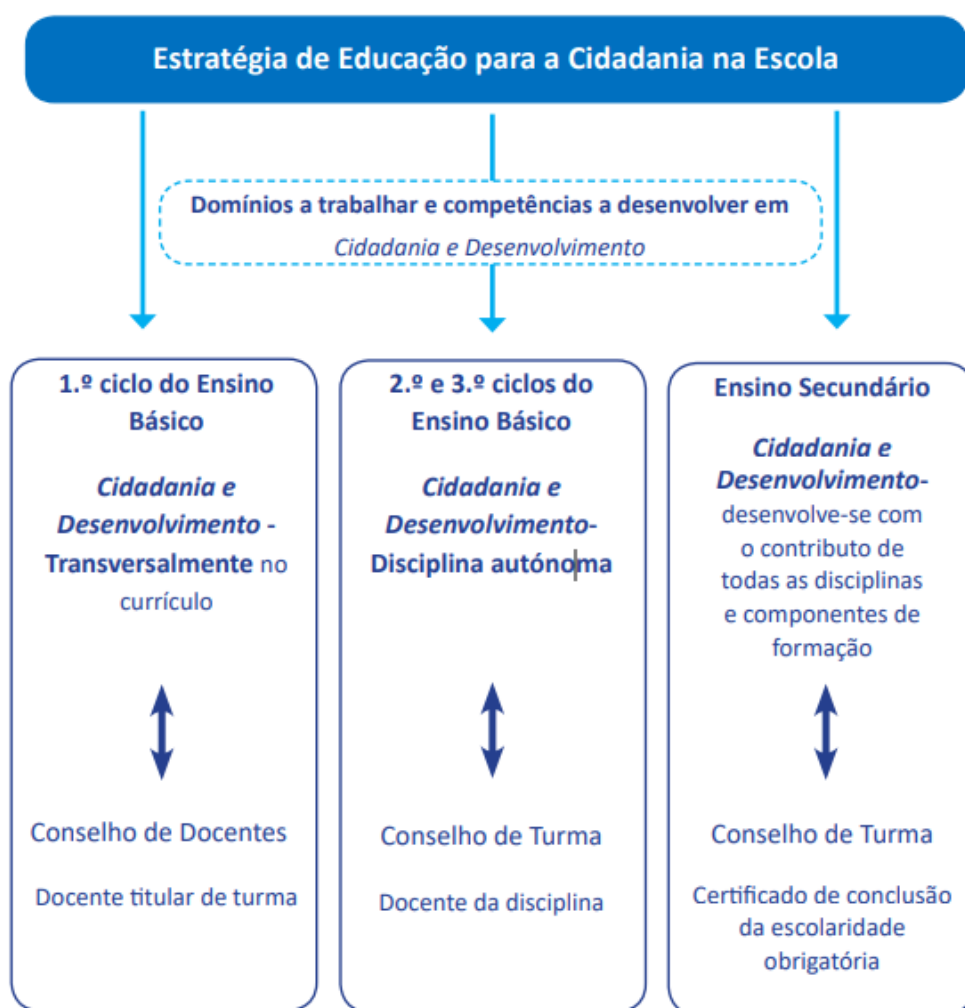 Estratégia de Educação para a Cidadania na Escola
Domínios a trabalhar e competências a desenvolver em
Cidadania e Desenvolvimento
1.º ciclo do Ensino
Básico
Cidadania e
Desenvolvimento -
Transversalmente no
currículo
Conselho de Docentes
Docente titular de turma
2.º e 3.º ciclos do
Ensino Básico
Cidadania e
Desenvolvimento-
Disciplina autónoma
Conselho de Turma
Docente da disciplina
Ensino Secundário
Cidadania e
Desenvolvimento-
desenvolve-se com
o contributo de
todas as disciplinas
e componentes de
formação
Conselho de Turma
Certificado de conclusão
da escolaridade
obrigatória